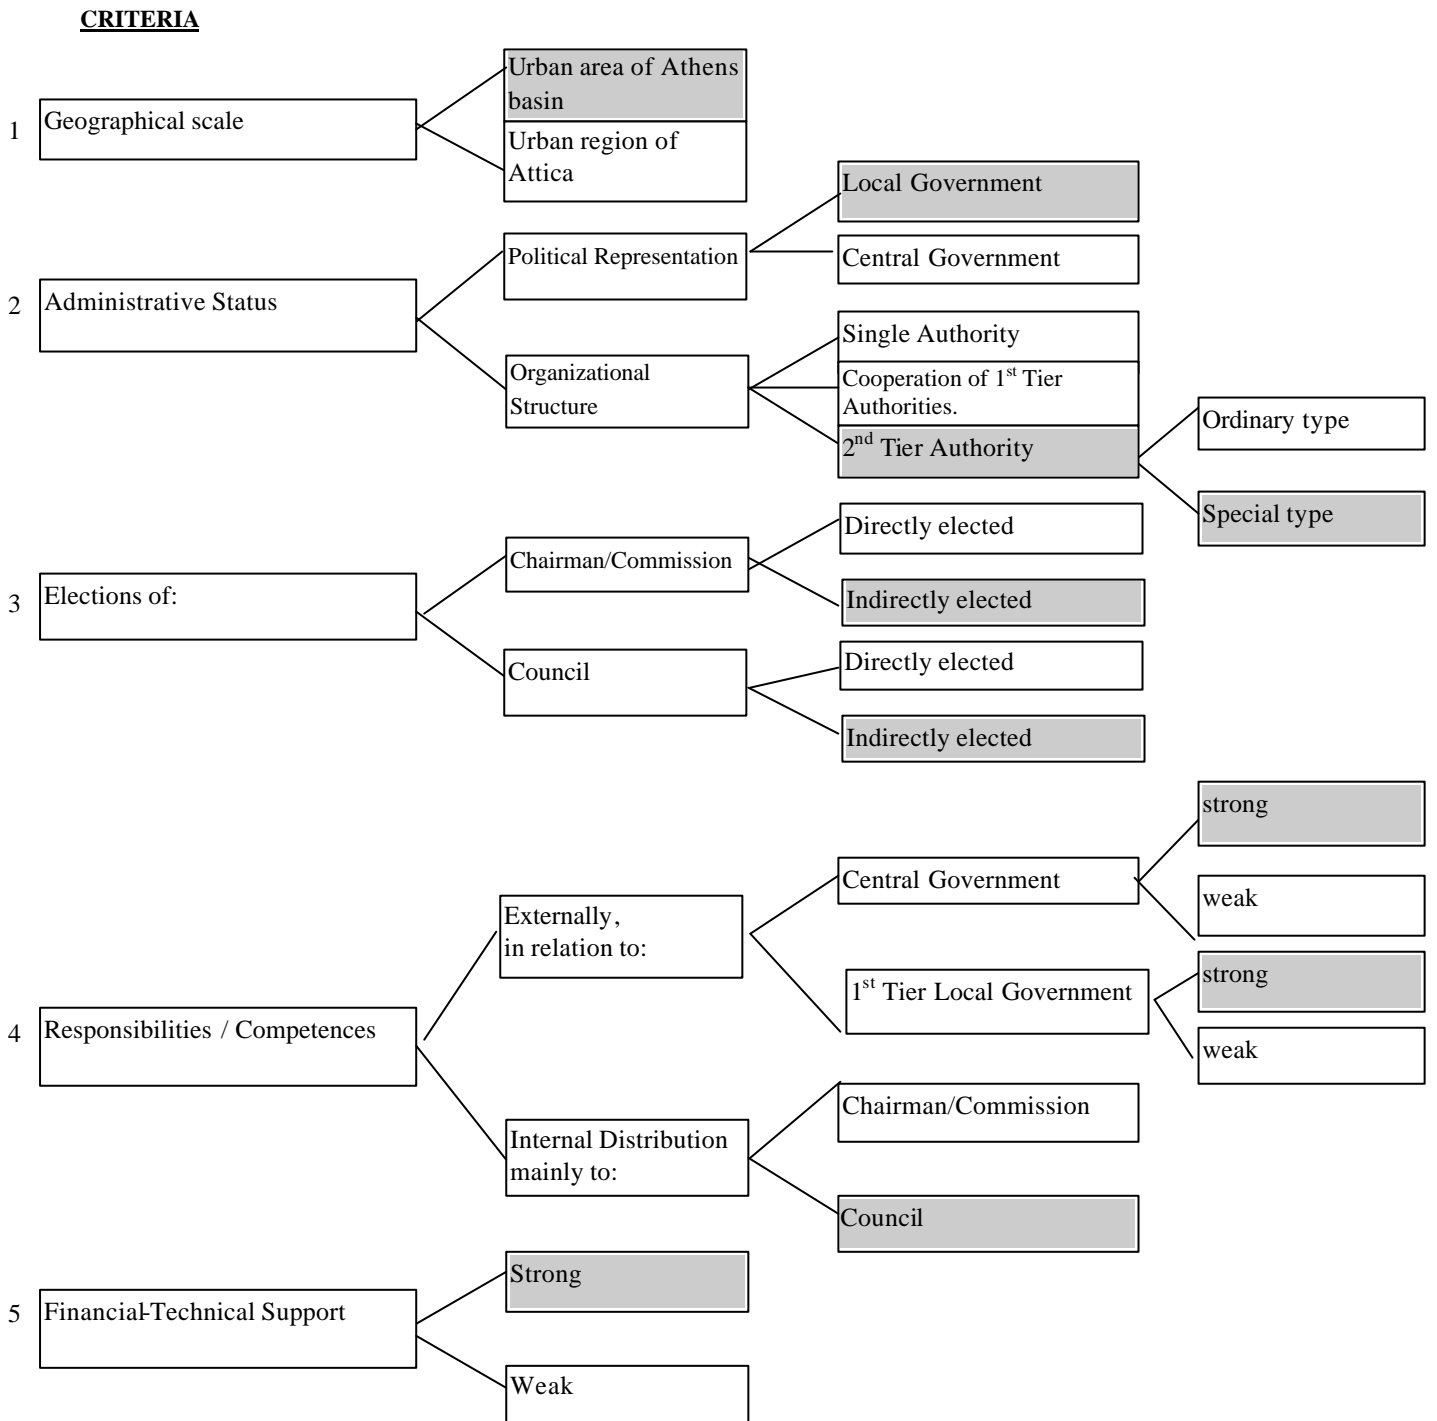 CRITERIA
1
Geographical scale
Urban area of Athens
basin
Urban region of
Attica
2
Administrative Status
Political Representation
Local Government
Central Government
Organizational
Structure
Single Authority
Cooperation of 1st Tier
Authorities.
2nd Tier Authority
Ordinary type
Special type
3
Elections of:
Chairman/Commission
Directly elected
Indirectly elected
Council
Directly elected
Indirectly elected
4
Responsibilities / Competences
Externally,
in relation to:
Central Government
strong
weak
1st Tier Local Government
strong
weak
Internal Distribution
mainly to:
Chairman/Commission
Council
5
Financial-Technical Support
Strong
Weak